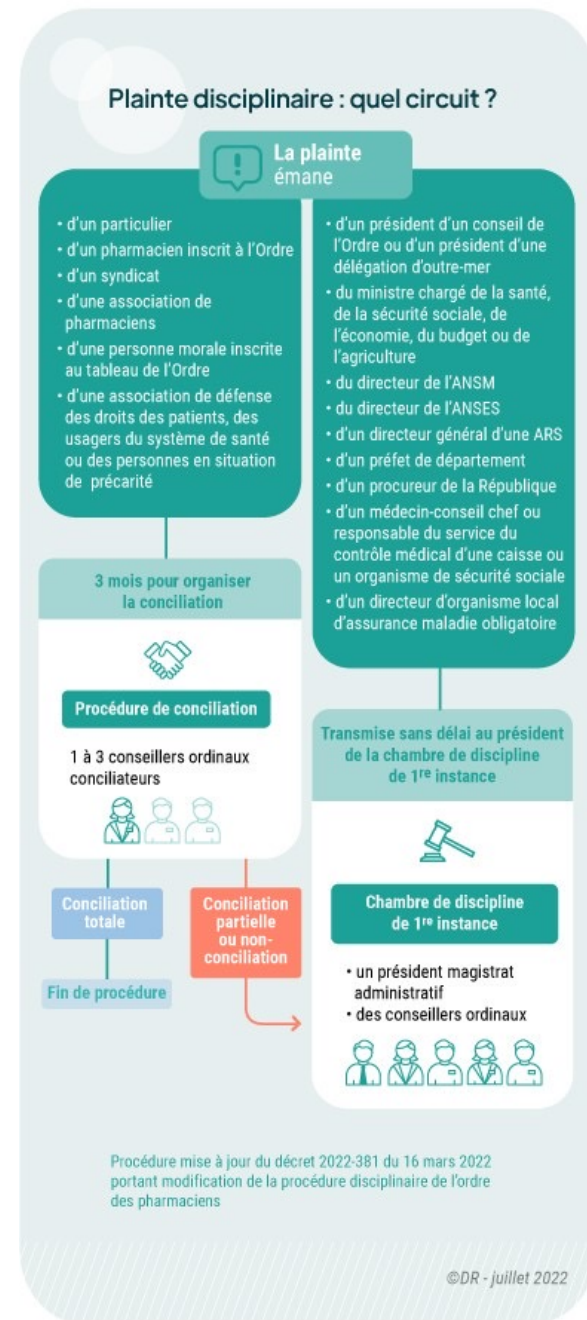 Plainte disciplinaire : quel circuit ?
La plainte
émane
• d'un particulier
• d'un pharmacien inscrit à l'Ordre
• d'un syndicat
• d'une association de
pharmaciens
• d'une personne morale inscrite
au tableau de l'Ordre
• d'une association de défense
des droits des patients, des
usagers du système de santé
ou des personnes en situation
de précarité
3 mois pour organiser
la conciliation
Procédure de conciliation
1 à 3 conseillers ordinaux
conciliateurs
Conciliation
totale
Fin de procédure
Conciliation
partielle
ou non-
conciliation
• d'un président d'un conseil de
l'Ordre ou d'un président d'une
délégation d'outre-mer
• du ministre chargé de la santé,
de la sécurité sociale, de
l'économie, du budget ou de
l'agriculture
• du directeur de l'ANSM
• du directeur de l'ANSES
• d'un directeur général d'une ARS
• d'un préfet de département
• d'un procureur de la République
• d'un médecin-conseil chef ou
responsable du service du
contrôle médical d'une caisse ou
un organisme de sécurité sociale
• d'un directeur d'organisme local
d'assurance maladie obligatoire
Transmise sans délai au président
de la chambre de discipline
de 1re instance
Chambre de discipline
de 1re instance
• un président magistrat
administratif
• des conseillers ordinaux
Procédure mise à jour du décret 2022-381 du 16 mars 2022
portant modification de la procédure disciplinaire de l'ordre
des pharmaciens
©DR - juillet 2022